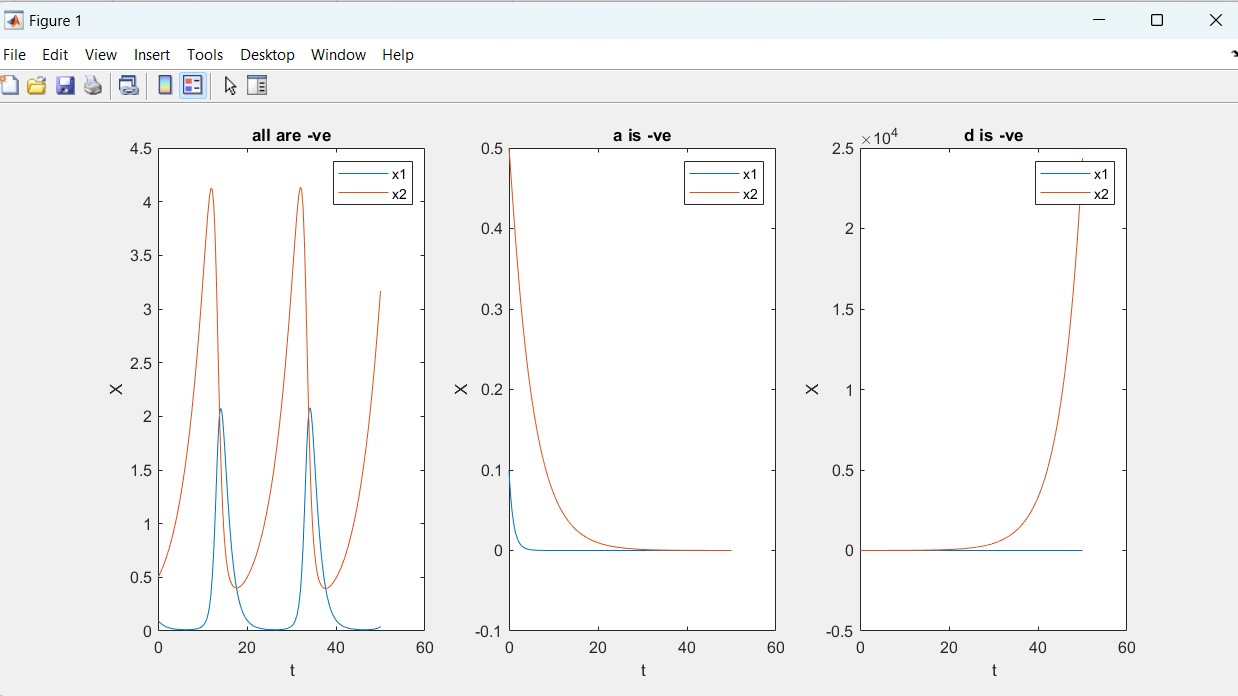 Figure 1
File Edit View Insert Tools Desktop Window Help
all are -ve
4.5
4
3.5
3
2.5
2
1.5
1
0.5
0
X
0 20 40 60
t
x1
x2
a is -ve
0.5
0.4
0.3
0.2
0.1
0
-0.1
X
0 20 40 60
t
x1
x2
×10⁴ d is -ve
2.5
2
1.5
1
0.5
0
-0.5
X
0 20 40 60
t
x1
x2